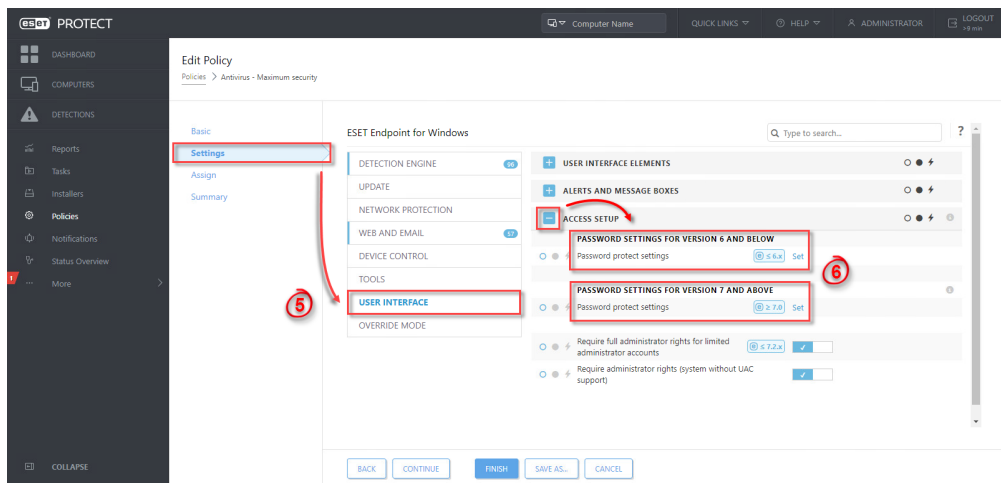 eset PROTECT
Computer Name
QUICK LINKS
HELP
ADMINISTRATOR
LOGOUT
>9 min
DASHBOARD
COMPUTERS
DETECTIONS
Reports
Tasks
Installers
Policies
Notifications
Status Overview
1
More
COLLAPSE
Edit Policy
Policies > Antivirus - Maximum security
Basic
Settings
Assign
Summary
5
ESET Endpoint for Windows
Type to search...
?
DETECTION ENGINE 96
UPDATE
NETWORK PROTECTION
WEB AND EMAIL 57
DEVICE CONTROL
TOOLS
USER INTERFACE
OVERRIDE MODE
USER INTERFACE ELEMENTS
ALERTS AND MESSAGE BOXES
ACCESS SETUP
PASSWORD SETTINGS FOR VERSION 6 AND BELOW
Password protect settings ≤ 6.x Set
6
PASSWORD SETTINGS FOR VERSION 7 AND ABOVE
Password protect settings ≥ 7.0 Set
Require full administrator rights for limited
administrator accounts ≤ 7.2.x
Require administrator rights (system without UAC
support)
BACK
CONTINUE
FINISH
SAVE AS...
CANCEL